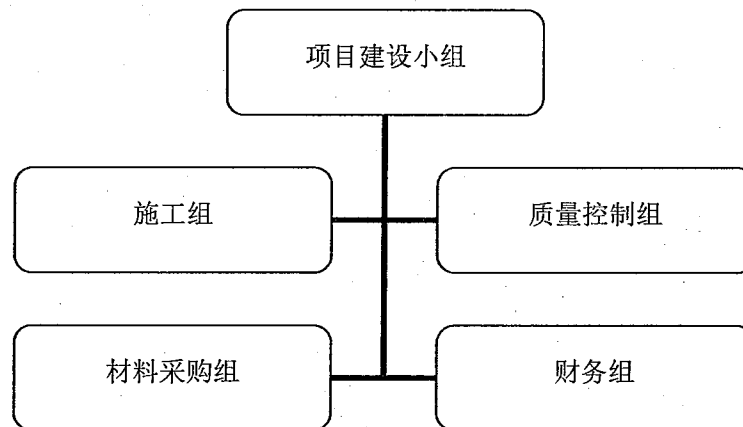 项目建设小组
施工组
质量控制组
材料采购组
财务组